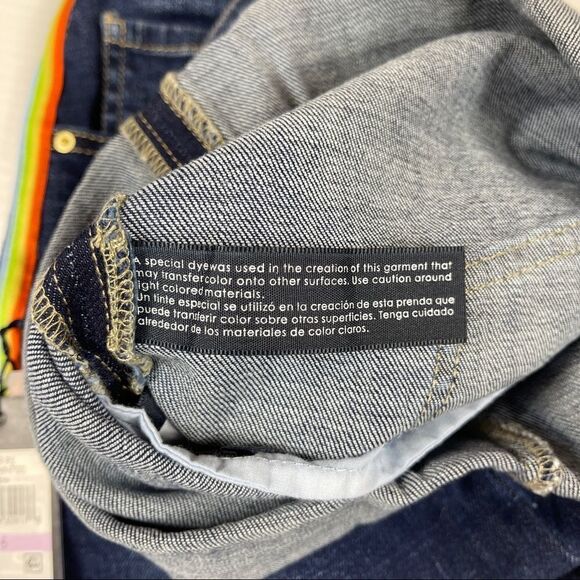 A special dyewas used in the creation of this garment that
may transfercolor onto other surfaces. Use caution around
light coloredmaterials.
Un tinte especial se utilizó en la creación de esta prenda que
puede transferir color sobre otras superficies. Tenga cuidado
alrededor de los materiales de color claros.